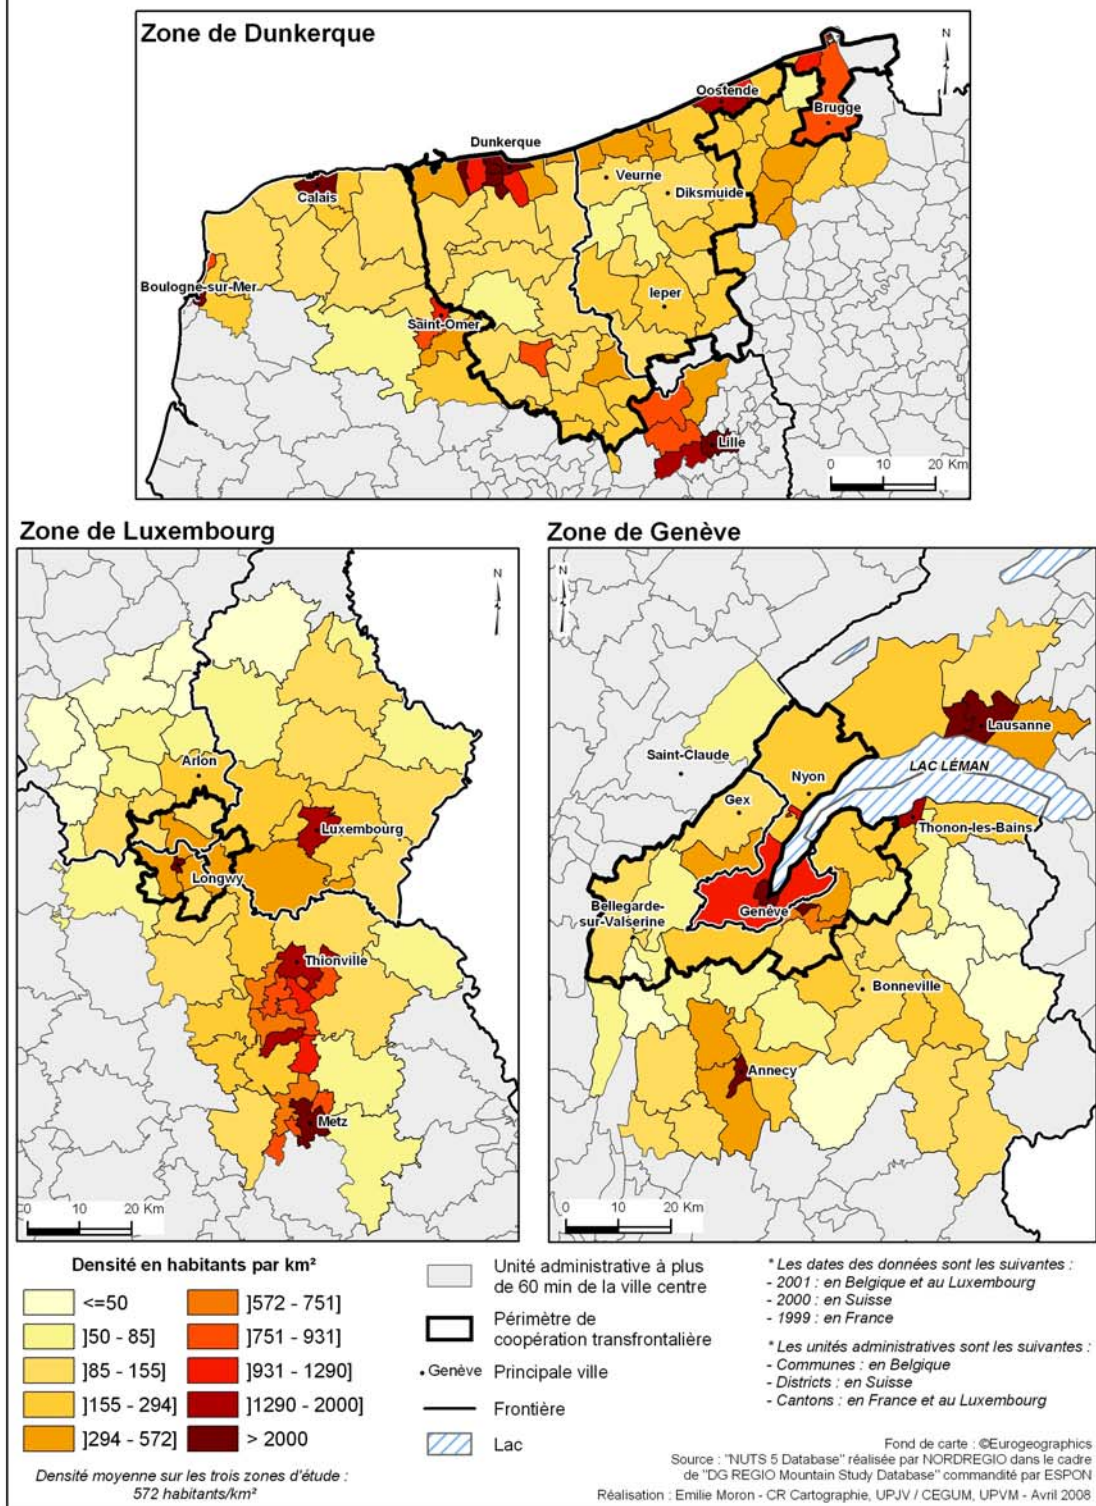 Zone de Dunkerque
N
Oostende
Brugge
Dunkerque
Veurne
Calais
Diksmuide
Boulogne-sur-Mer
Ieper
Saint-Omer
Lille
0 10 20 Km
Zone de Luxembourg
N
Arlon
Luxembourg
Longwy
Thionville
Metz
0 10 20 Km
Zone de Genève
N
Lausanne
Saint-Claude
LAC LÉMAN
Nyon
Gex
Thonon-les-Bains
Bellegarde-
sur-Valserine
Genève
Bonneville
Annecy
0 10 20 Km
Densité en habitants par km²
<=50
]50 - 85]
]85 - 155]
]155 - 294]
]294 - 572]
]572 - 751]
]751 - 931]
]931 - 1290]
]1290 - 2000]
> 2000
Densité moyenne sur les trois zones d'étude :
572 habitants/km²
Unité administrative à plus
de 60 min de la ville centre
Périmètre de
coopération transfrontalière
Genève Principale ville
Frontière
Lac
* Les dates des données sont les suivantes :
- 2001 : en Belgique et au Luxembourg
- 2000 : en Suisse
- 1999 : en France
* Les unités administratives sont les suivantes :
- Communes : en Belgique
- Districts : en Suisse
- Cantons : en France et au Luxembourg
Fond de carte : ©Eurogeographics
Source : "NUTS 5 Database" réalisée par NORDREGIO dans le cadre
de "DG REGIO Mountain Study Database" commandité par ESPON
Réalisation : Emilie Moron - CR Cartographie, UPJV / CEGUM, UPVM - Avril 2008